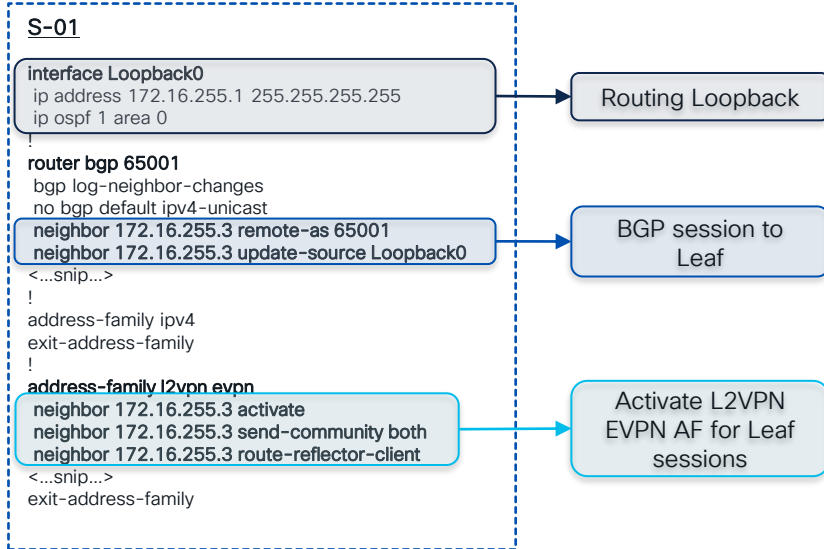 S-01
interface Loopback0
ip address 172.16.255.1 255.255.255.255
ip ospf 1 area 0
!
router bgp 65001
bgp log-neighbor-changes
no bgp default ipv4-unicast
neighbor 172.16.255.3 remote-as 65001
neighbor 172.16.255.3 update-source Loopback0
<...snip...>
!
address-family ipv4
exit-address-family
!
address-family l2vpn evpn
neighbor 172.16.255.3 activate
neighbor 172.16.255.3 send-community both
neighbor 172.16.255.3 route-reflector-client
<...snip...>
exit-address-family
Routing Loopback
BGP session to
Leaf
Activate L2VPN
EVPN AF for Leaf
sessions